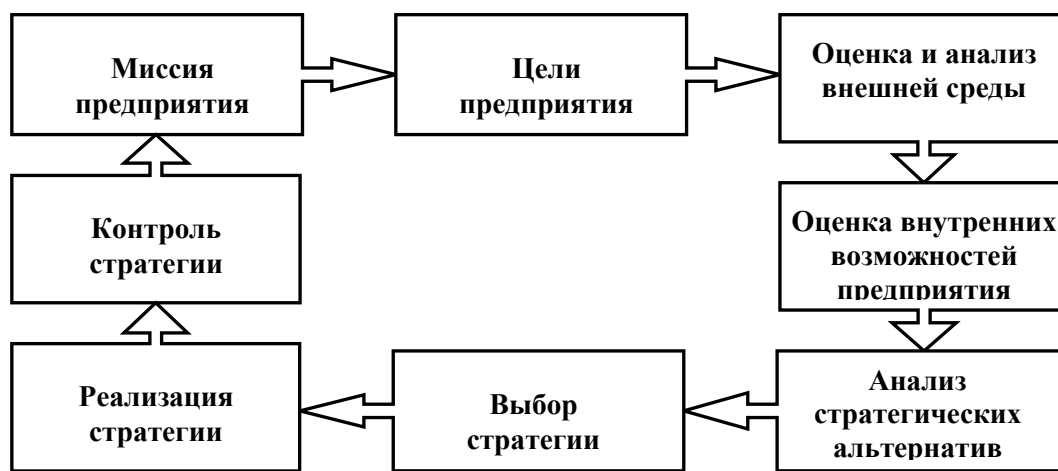 Миссия
предприятия
Цели
предприятия
Оценка и анализ
внешней среды
Оценка внутренних
возможностей
предприятия
Анализ
стратегических
альтернатив
Выбор
стратегии
Реализация
стратегии
Контроль
стратегии